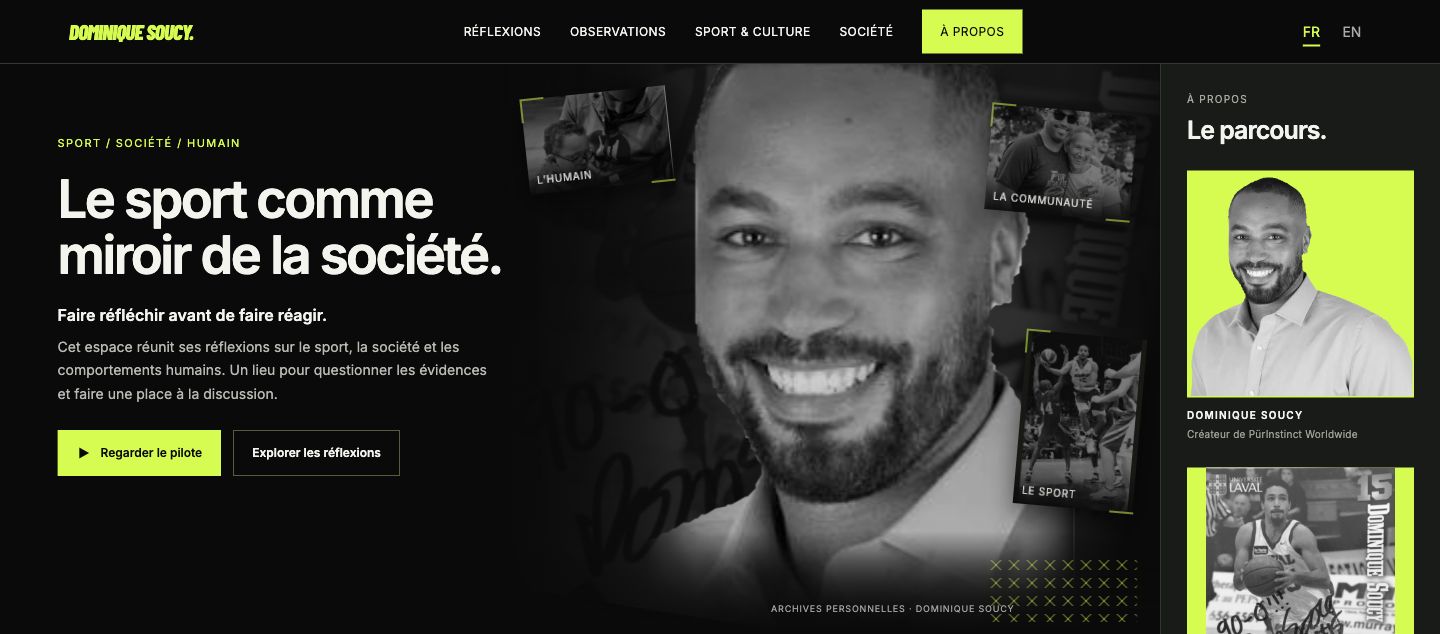 DOMINIQUE SOUCY.
RÉFLEXIONS
OBSERVATIONS
SPORT & CULTURE
SOCIÉTÉ
À PROPOS
FR
EN
SPORT / SOCIÉTÉ / HUMAIN
Le sport comme
miroir de la société.
Faire réfléchir avant de faire réagir.
Cet espace réunit ses réflexions sur le sport, la société et les
comportements humains. Un lieu pour questionner les évidences
et faire une place à la discussion.
Regarder le pilote
Explorer les réflexions
L'HUMAIN
LA COMMUNAUTÉ
LE SPORT
ARCHIVES PERSONNELLES · DOMINIQUE SOUCY
À PROPOS
Le parcours.
DOMINIQUE SOUCY
Créateur de PürInstinct Worldwide
UNIVERSITÉ
LAVAL
15
Dominique Soucy